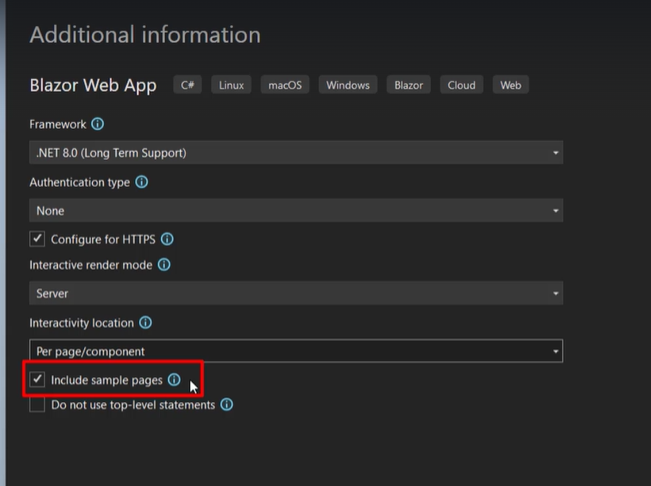 Additional information
Blazor Web App C# Linux macOS Windows Blazor Cloud Web
Framework
.NET 8.0 (Long Term Support)
Authentication type
None
Configure for HTTPS
Interactive render mode
Server
Interactivity location
Per page/component
Include sample pages
Do not use top-level statements